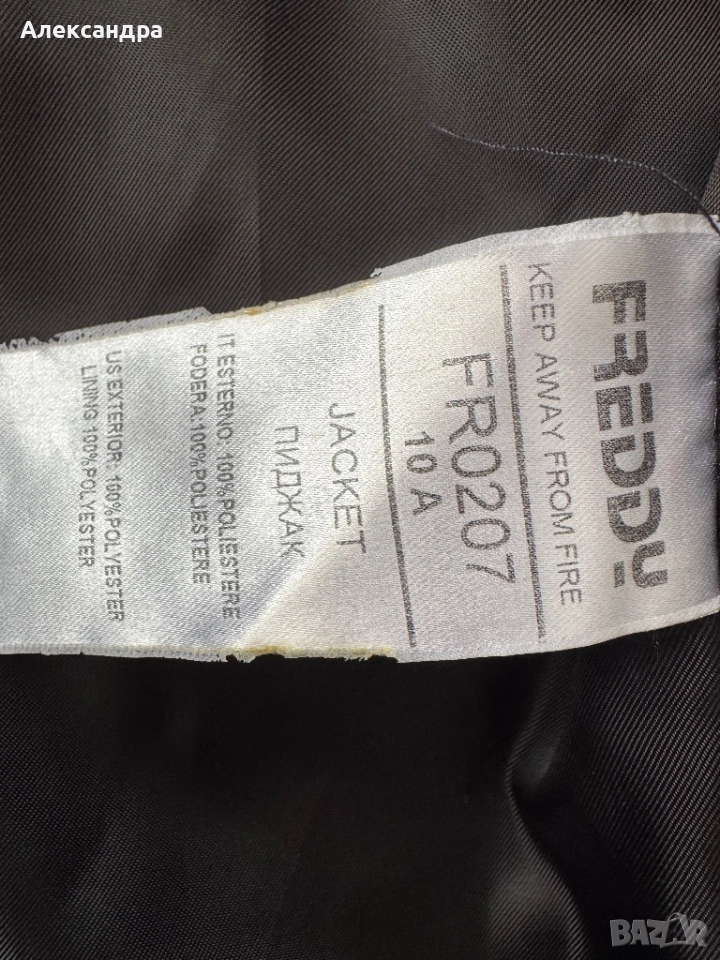 Александра
FREDDY
KEEP AWAY FROM FIRE
FR0207
10 A
JACKET
ПИДЖАК
IT ESTERNO: 100%POLIESTERE
FODERA:100%POLIESTERE
US EXTERIOR: 100%POLYESTER
LINING 100%POLYESTER
BAZAR